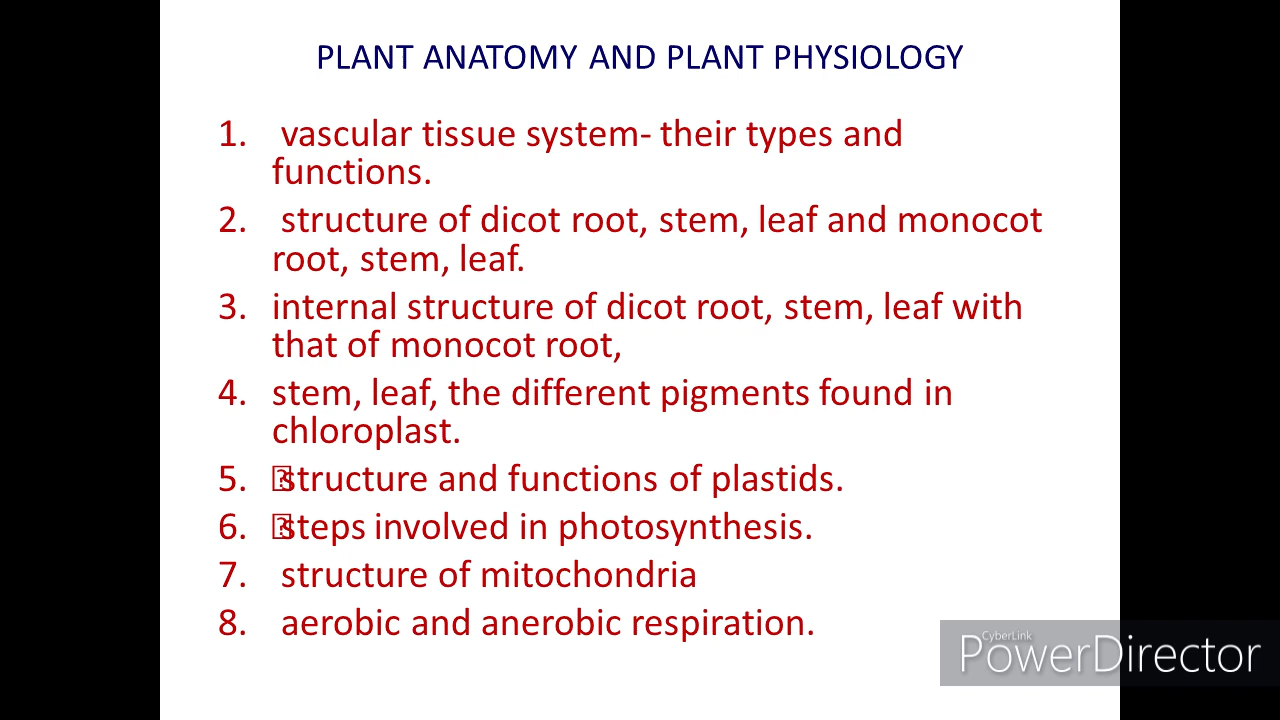 PLANT ANATOMY AND PLANT PHYSIOLOGY
1. vascular tissue system- their types and
functions.
2. structure of dicot root, stem, leaf and monocot
root, stem, leaf.
3. internal structure of dicot root, stem, leaf with
that of monocot root,
4. stem, leaf, the different pigments found in
chloroplast.
5. structure and functions of plastids.
6. steps involved in photosynthesis.
7. structure of mitochondria
8. aerobic and anerobic respiration.
CyberLink
PowerDirector